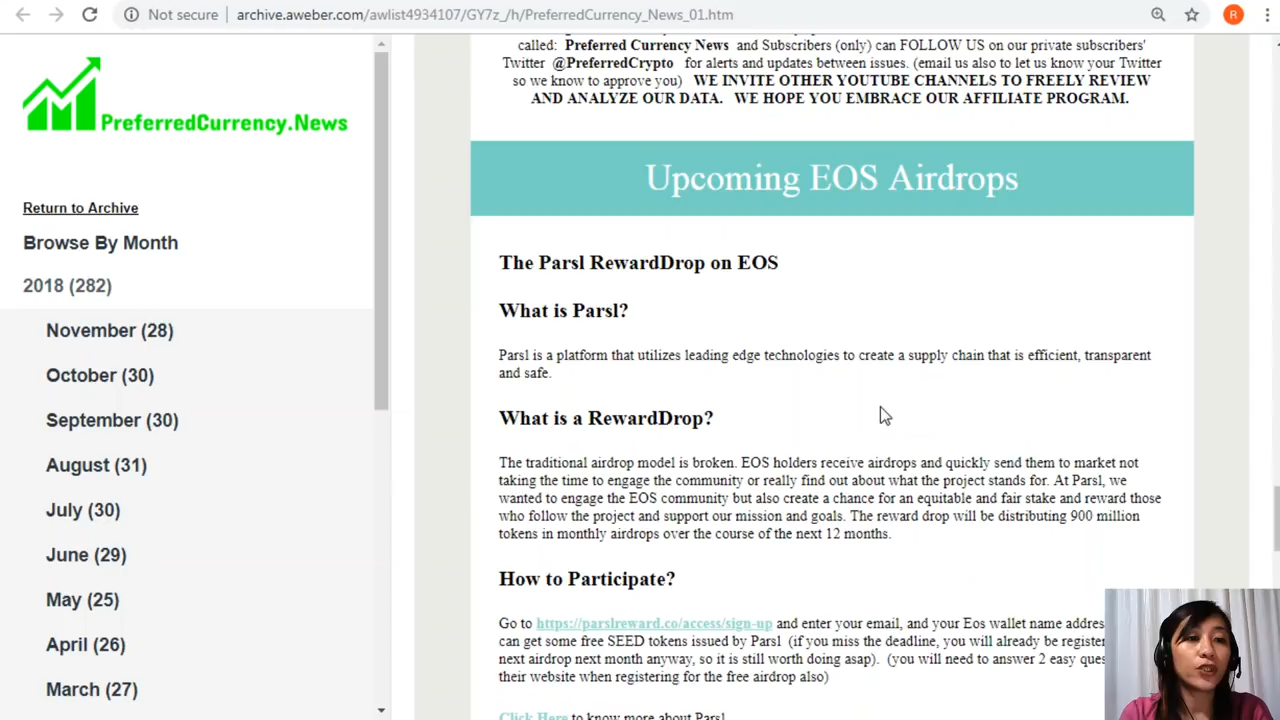 Not secure
archive.aweber.com/awlist4934107/GY7z_/h/PreferredCurrency_News_01.htm
R
PreferredCurrency.News
Return to Archive
Browse By Month
2018 (282)
November (28)
October (30)
September (30)
August (31)
July (30)
June (29)
May (25)
April (26)
March (27)
called: Preferred Currency News and Subscribers (only) can FOLLOW US on our private subscribers'
Twitter @PreferredCrypto for alerts and updates between issues. (email us also to let us know your Twitter
so we know to approve you) WE INVITE OTHER YOUTUBE CHANNELS TO FREELY REVIEW
AND ANALYZE OUR DATA. WE HOPE YOU EMBRACE OUR AFFILIATE PROGRAM.
Upcoming EOS Airdrops
The Parsl RewardDrop on EOS
What is Parsl?
Parsl is a platform that utilizes leading edge technologies to create a supply chain that is efficient, transparent
and safe.
What is a RewardDrop?
The traditional airdrop model is broken. EOS holders receive airdrops and quickly send them to market not
taking the time to engage the community or really find out about what the project stands for. At Parsl, we
wanted to engage the EOS community but also create a chance for an equitable and fair stake and reward those
who follow the project and support our mission and goals. The reward drop will be distributing 900 million
tokens in monthly airdrops over the course of the next 12 months.
How to Participate?
Go to https://parslreward.co/access/sign-up and enter your email, and your Eos wallet name addres
can get some free SEED tokens issued by Parsl (if you miss the deadline, you will already be register
next airdrop next month anyway, so it is still worth doing asap). (you will need to answer 2 easy ques
their website when registering for the free airdrop also)
Click Here to know more about Parsl